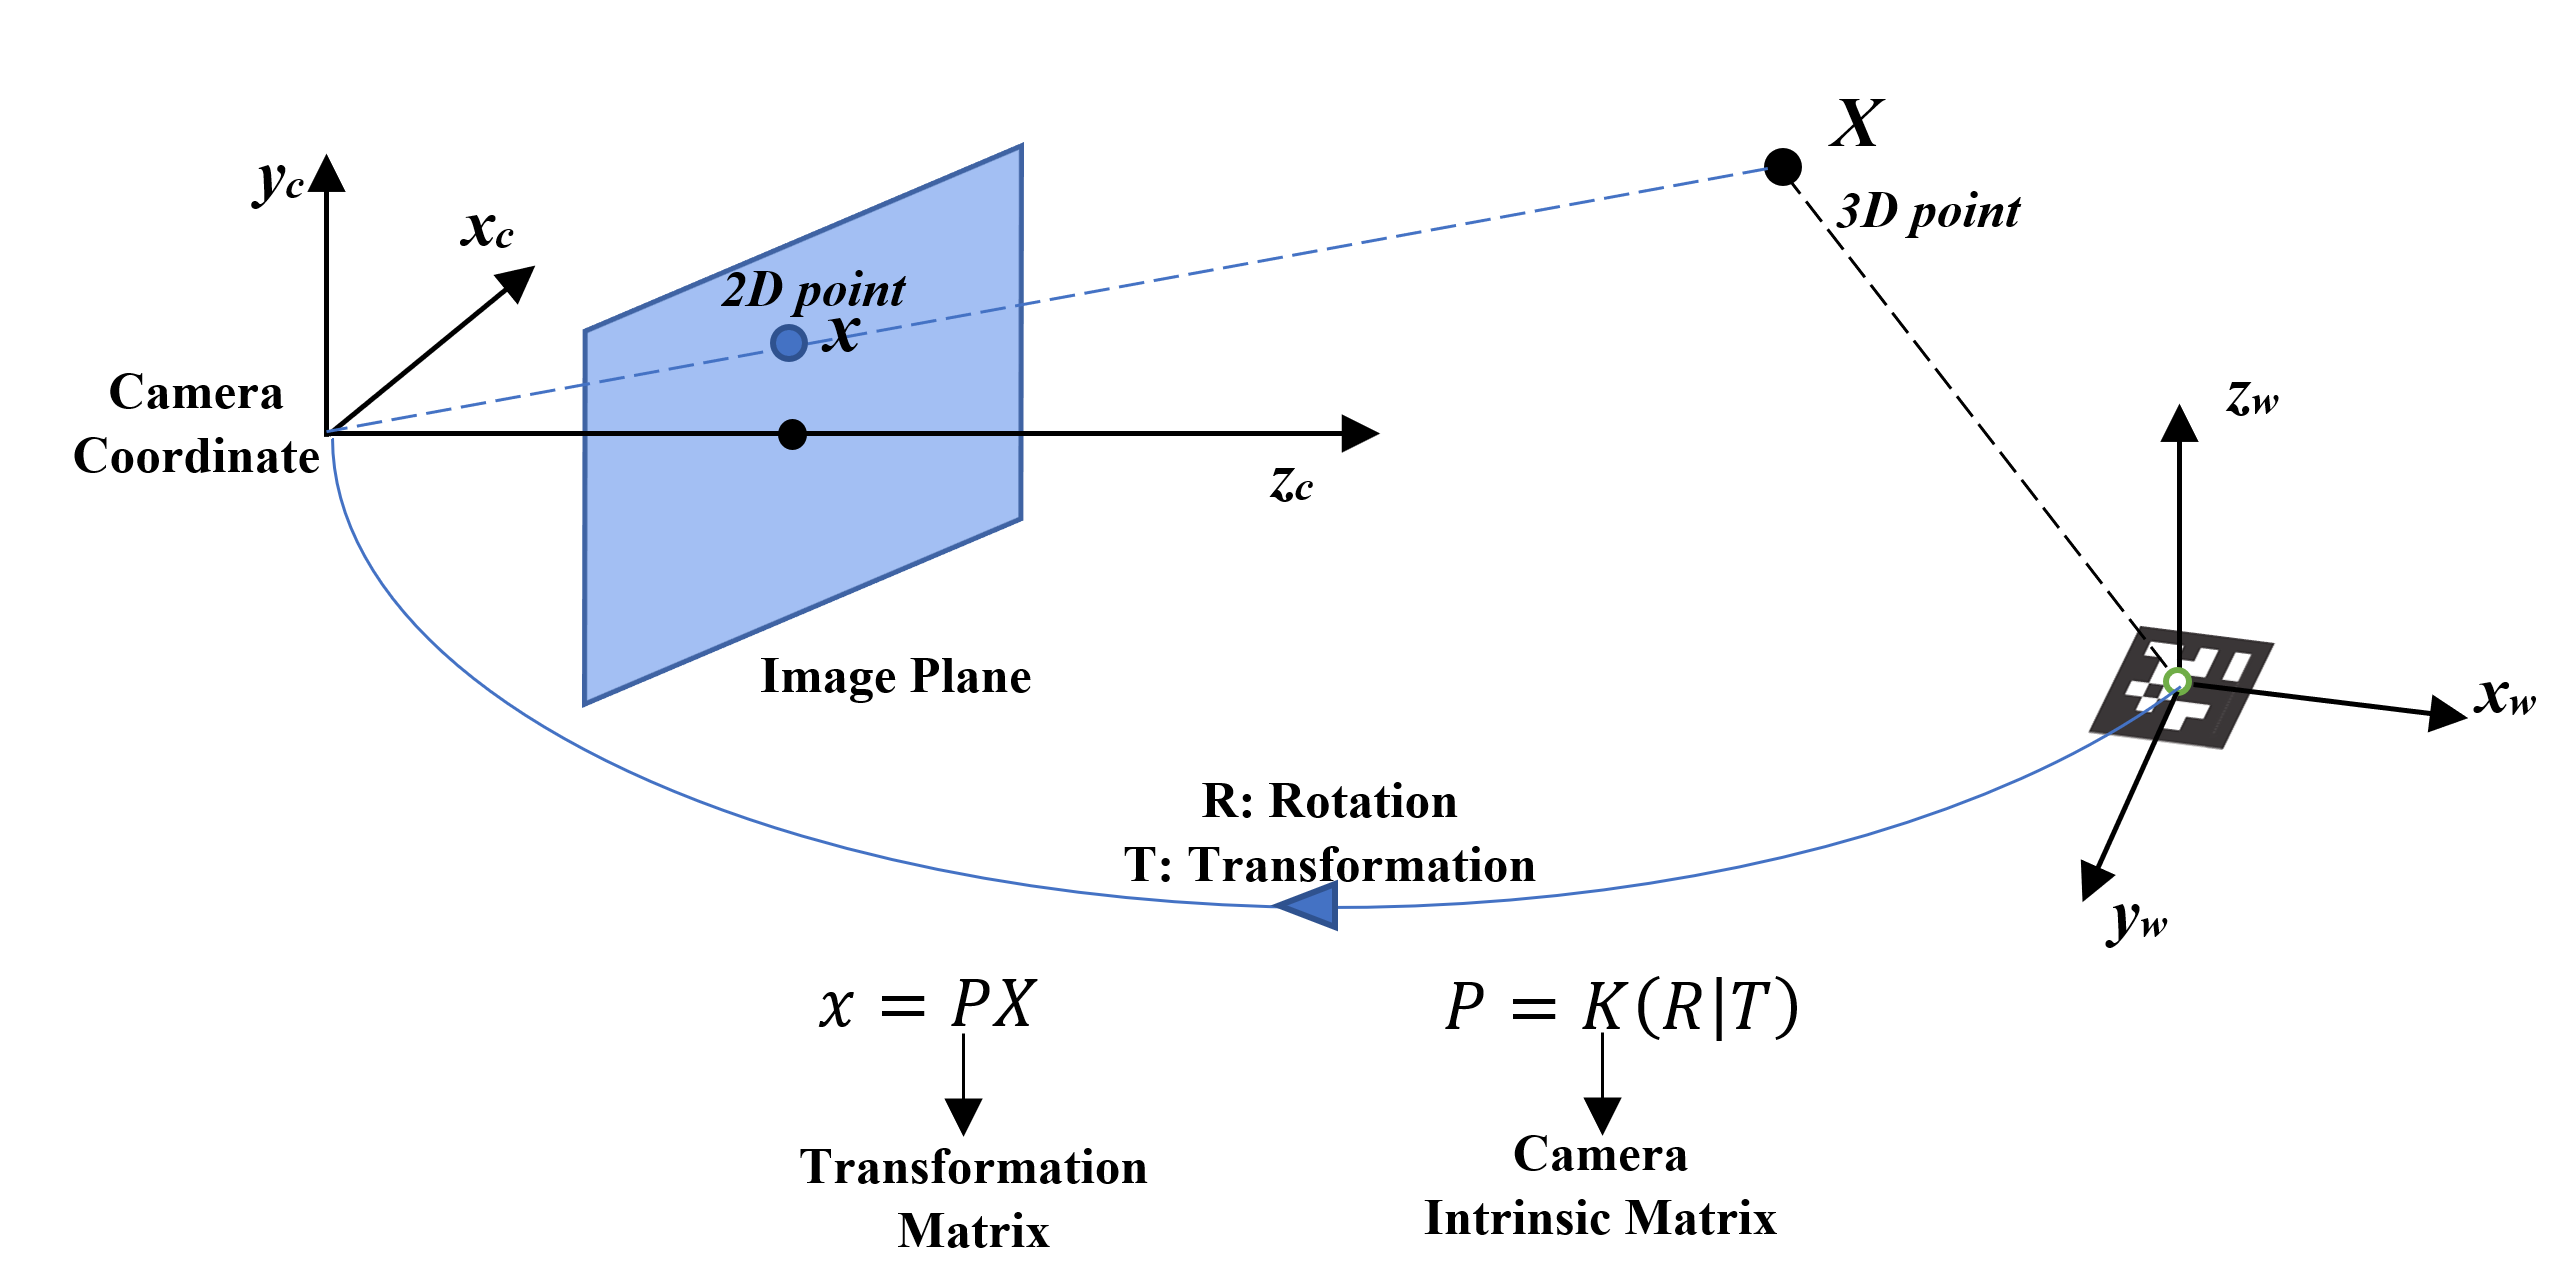 X
3D point
y_c
x_c
2D point
x
Camera
Coordinate
z_c
z_w
Image Plane
x_w
R: Rotation
T: Transformation
y_w
x = PX
P = K(R|T)
Transformation
Matrix
Camera
Intrinsic Matrix